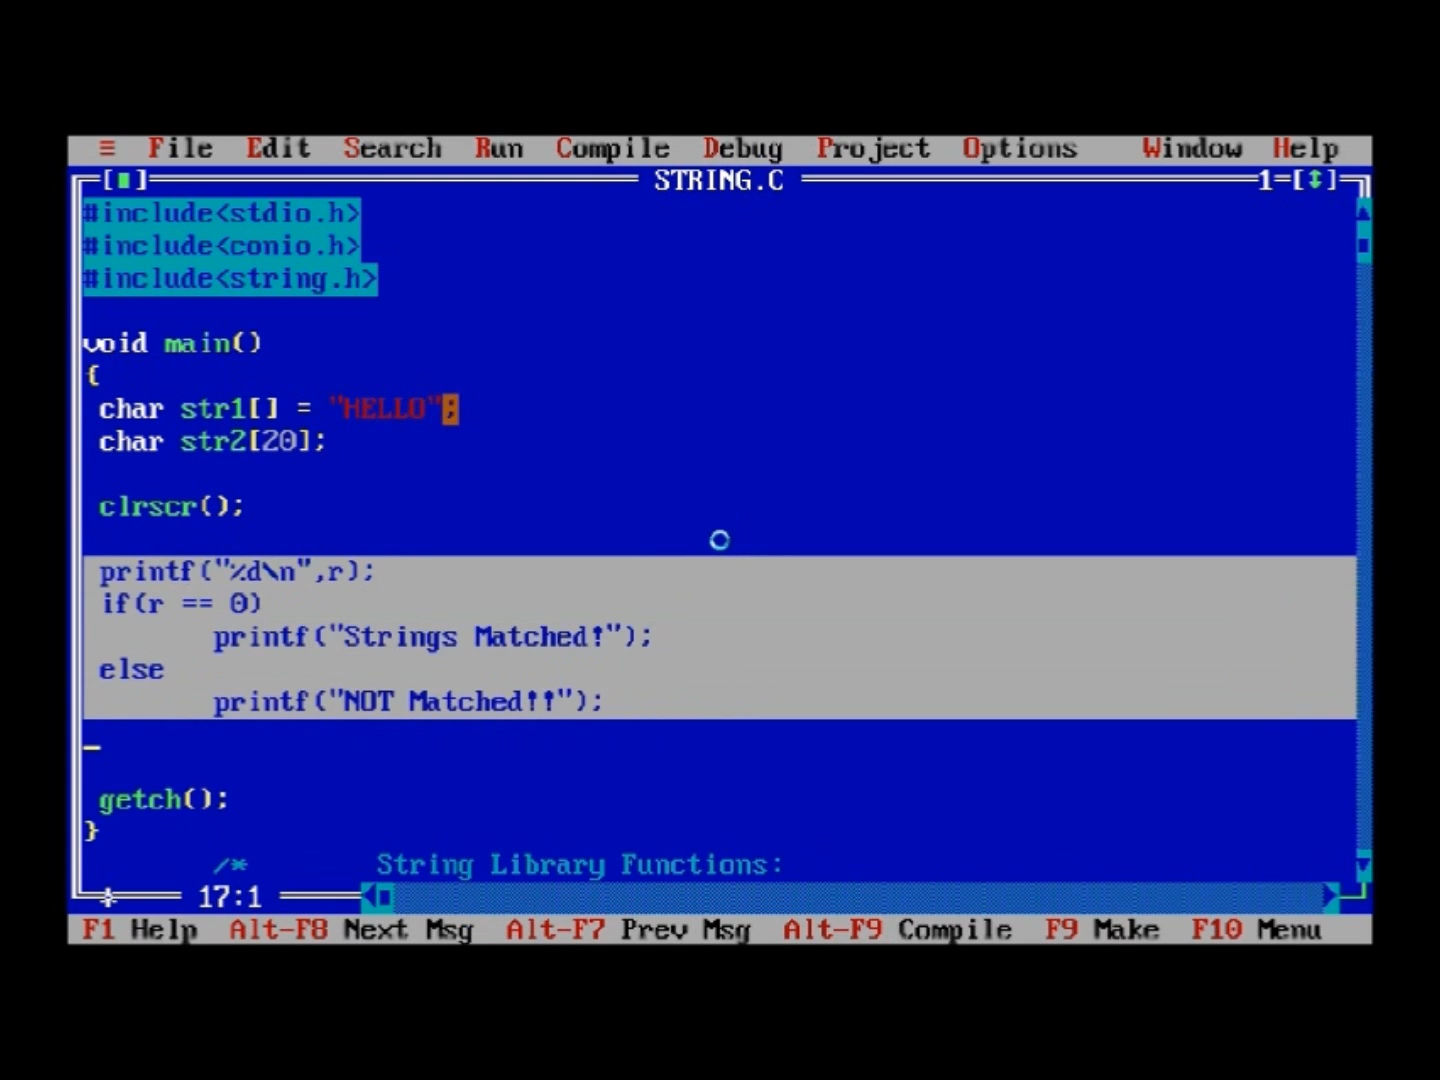 ≡ File Edit Search Run Compile Debug Project Options Window Help
[■] STRING.C 1=[↕]
#include<stdio.h>
#include<conio.h>
#include<string.h>
void main()
{
char str1[] = "HELLO";
char str2[20];
clrscr();
printf("%d\n",r);
if(r == 0)
printf("Strings Matched!");
else
printf("NOT Matched!!");
getch();
}
/* String Library Functions:
17:1
F1 Help Alt-F8 Next Msg Alt-F7 Prev Msg Alt-F9 Compile F9 Make F10 Menu